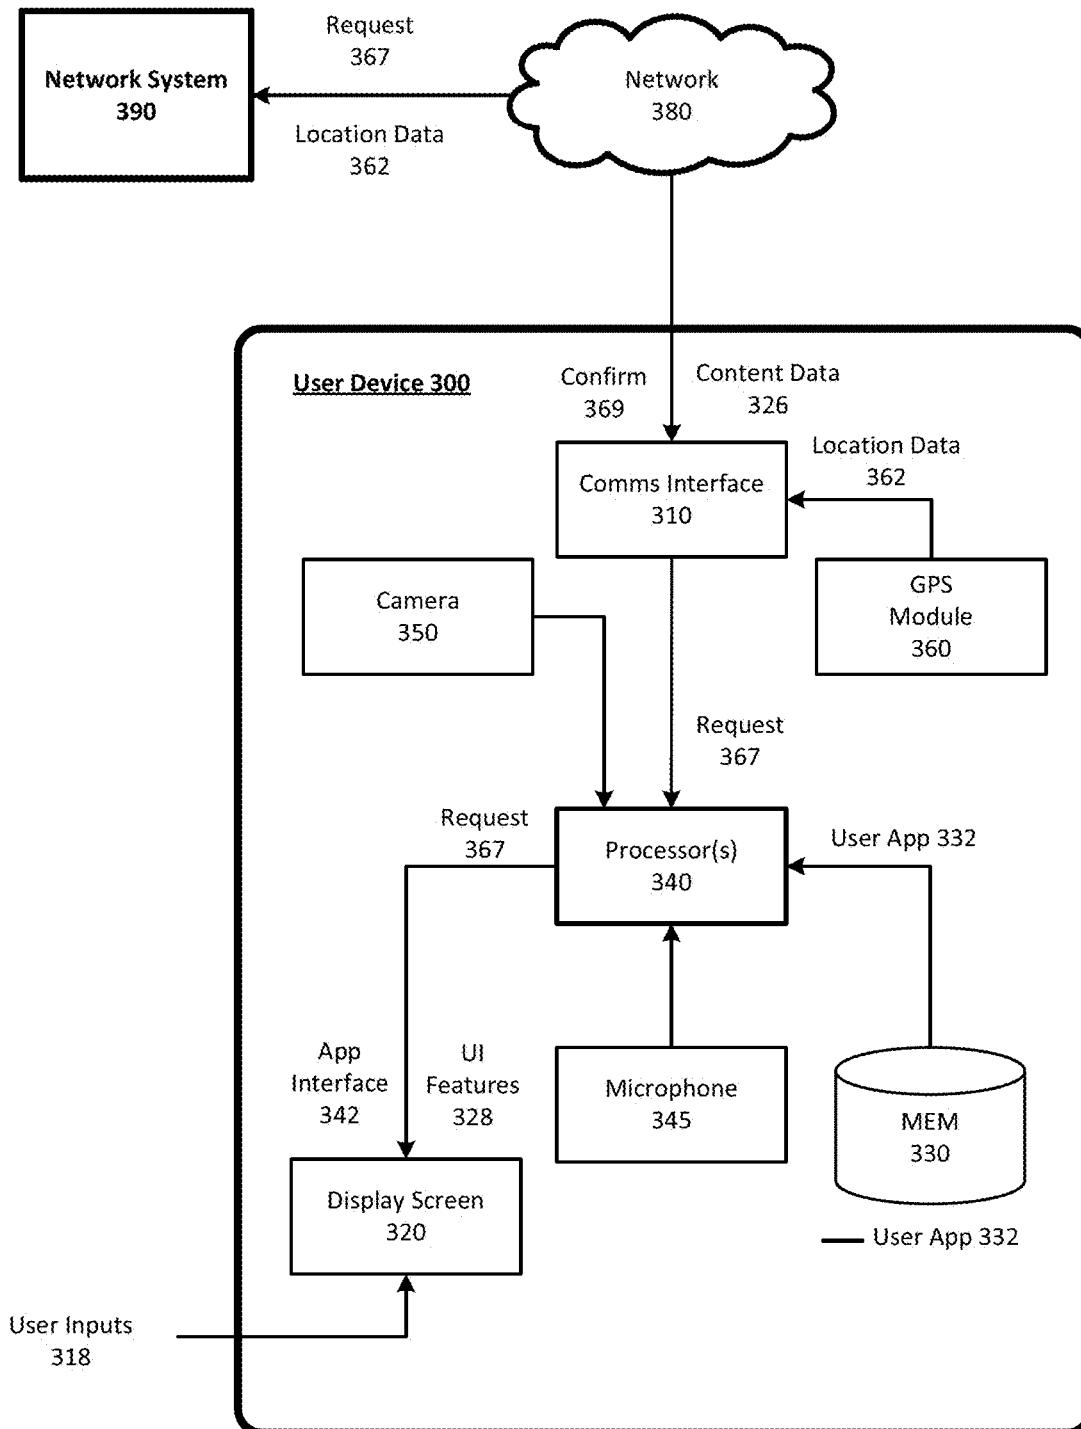 Request
367
Network System
390
Network
380
Location Data
362
User Device 300
Confirm
369
Content Data
326
Location Data
362
Comms Interface
310
Camera
350
GPS
Module
360
Request
367
Request
367
Processor(s)
340
User App 332
App
Interface
342
UI
Features
328
Microphone
345
MEM
330
Display Screen
320
User App 332
User Inputs
318